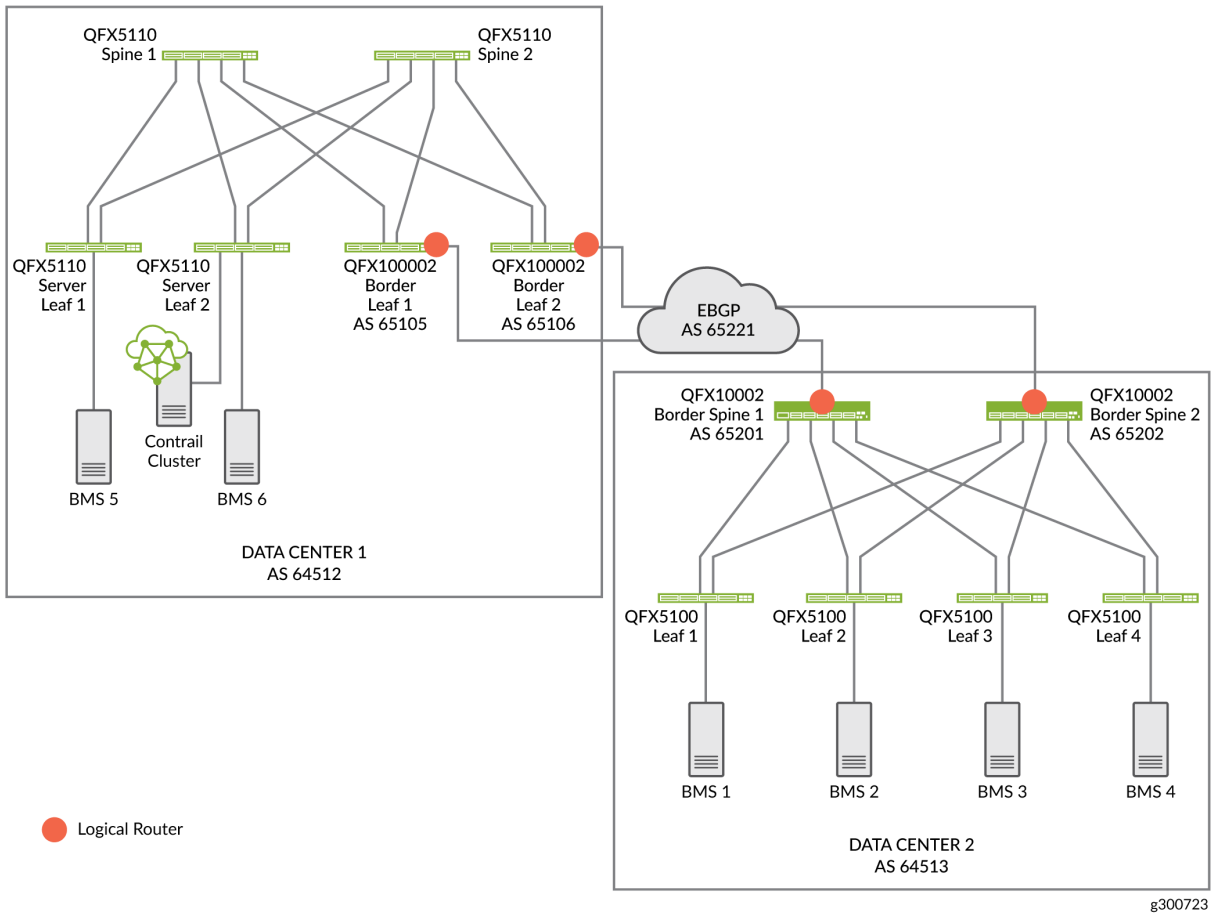 QFX5110
Spine 1
QFX5110
Spine 2
QFX5110
Server
Leaf 1
QFX5110
Server
Leaf 2
QFX100002
Border
Leaf 1
AS 65105
QFX100002
Border
Leaf 2
AS 65106
EBGP
AS 65221
Contrail
Cluster
BMS 5
BMS 6
DATA CENTER 1
AS 64512
QFX10002
Border Spine 1
AS 65201
QFX10002
Border Spine 2
AS 65202
QFX5100
Leaf 1
QFX5100
Leaf 2
QFX5100
Leaf 3
QFX5100
Leaf 4
BMS 1
BMS 2
BMS 3
BMS 4
Logical Router
DATA CENTER 2
AS 64513
g300723